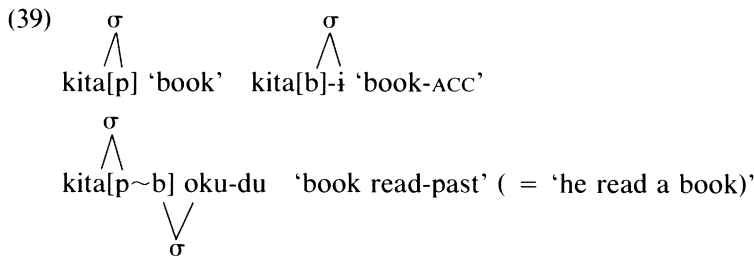 (39) σ σ
kita[p] ‘book’ kita[b]-ɨ ‘book-ACC’
σ
kita[p~b] oku-du ‘book read-past’ ( = ‘he read a book)’
σ